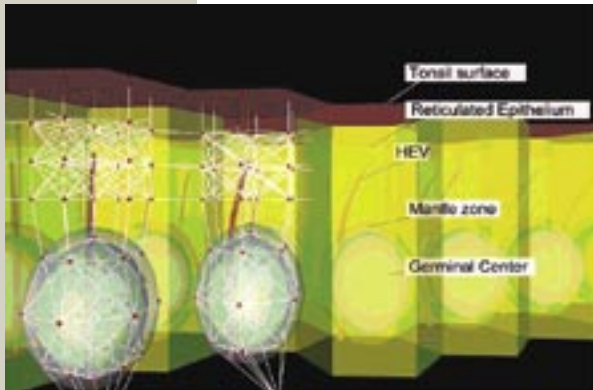 Tonsil surface
Reticulated Epithelium
HEV
Mantle zone
Germinal Center